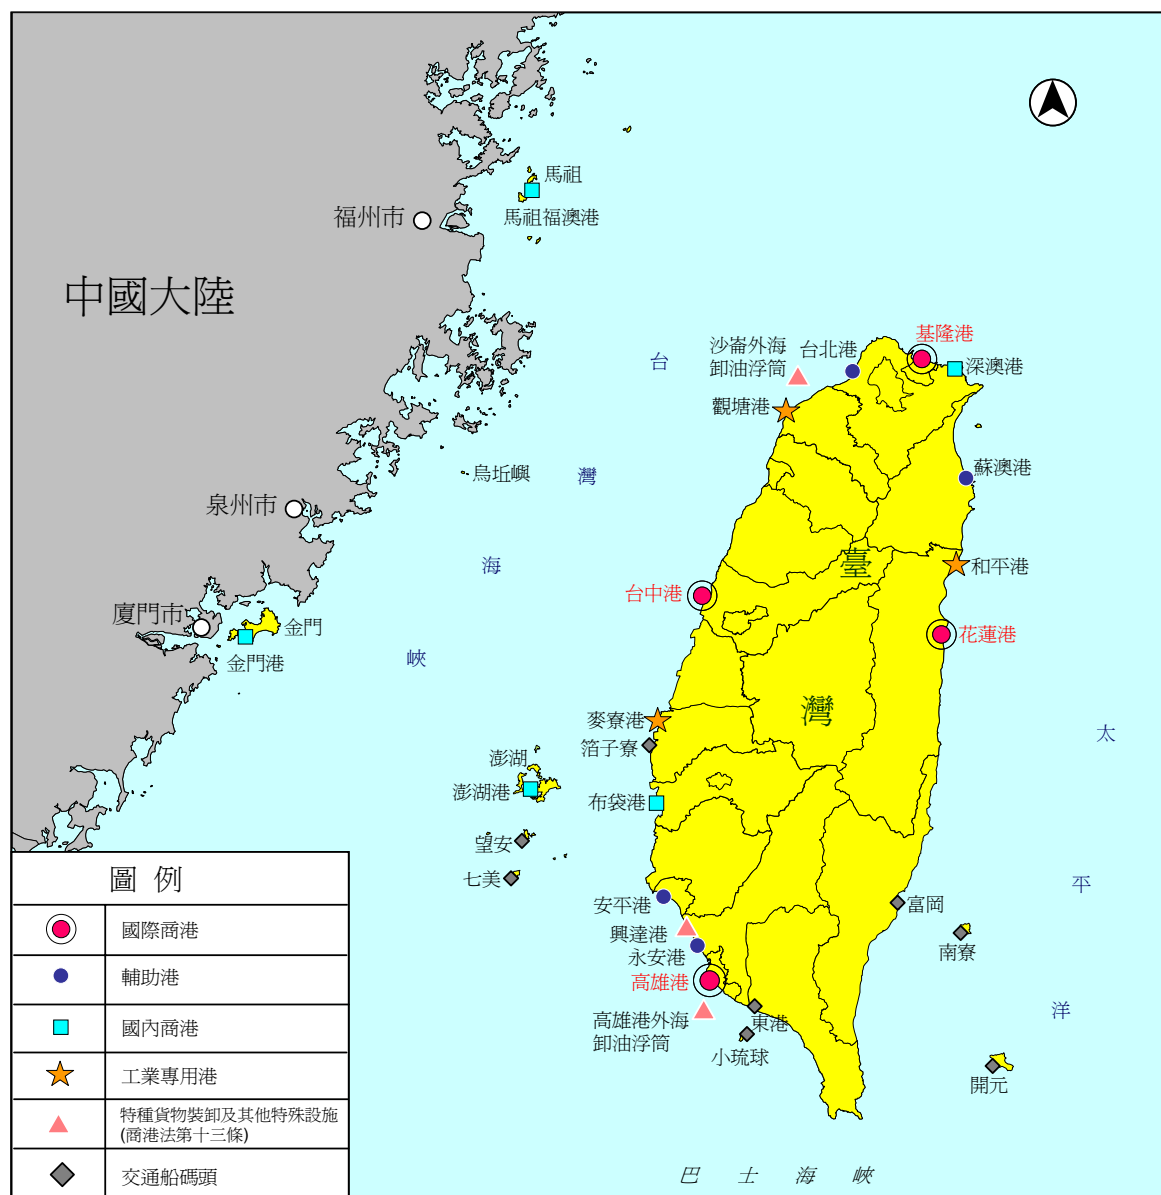 馬祖
馬祖福澳港
福州市
中國大陸
基隆港
沙崙外海
卸油浮筒
台北港
深澳港
觀塘港
台
灣
海
峽
烏坵嶼
蘇澳港
泉州市
和平港
臺
灣
台中港
廈門市
金門
金門港
花蓮港
麥寮港
箔子寮
太
平
洋
澎湖
澎湖港
布袋港
望安
七美
安平港
興達港
永安港
高雄港
富岡
南寮
高雄港外海
卸油浮筒
東港
小琉球
開元
巴士海峽
圖例
國際商港
輔助港
國內商港
工業專用港
特種貨物裝卸及其他特殊設施
(商港法第十三條)
交通船碼頭